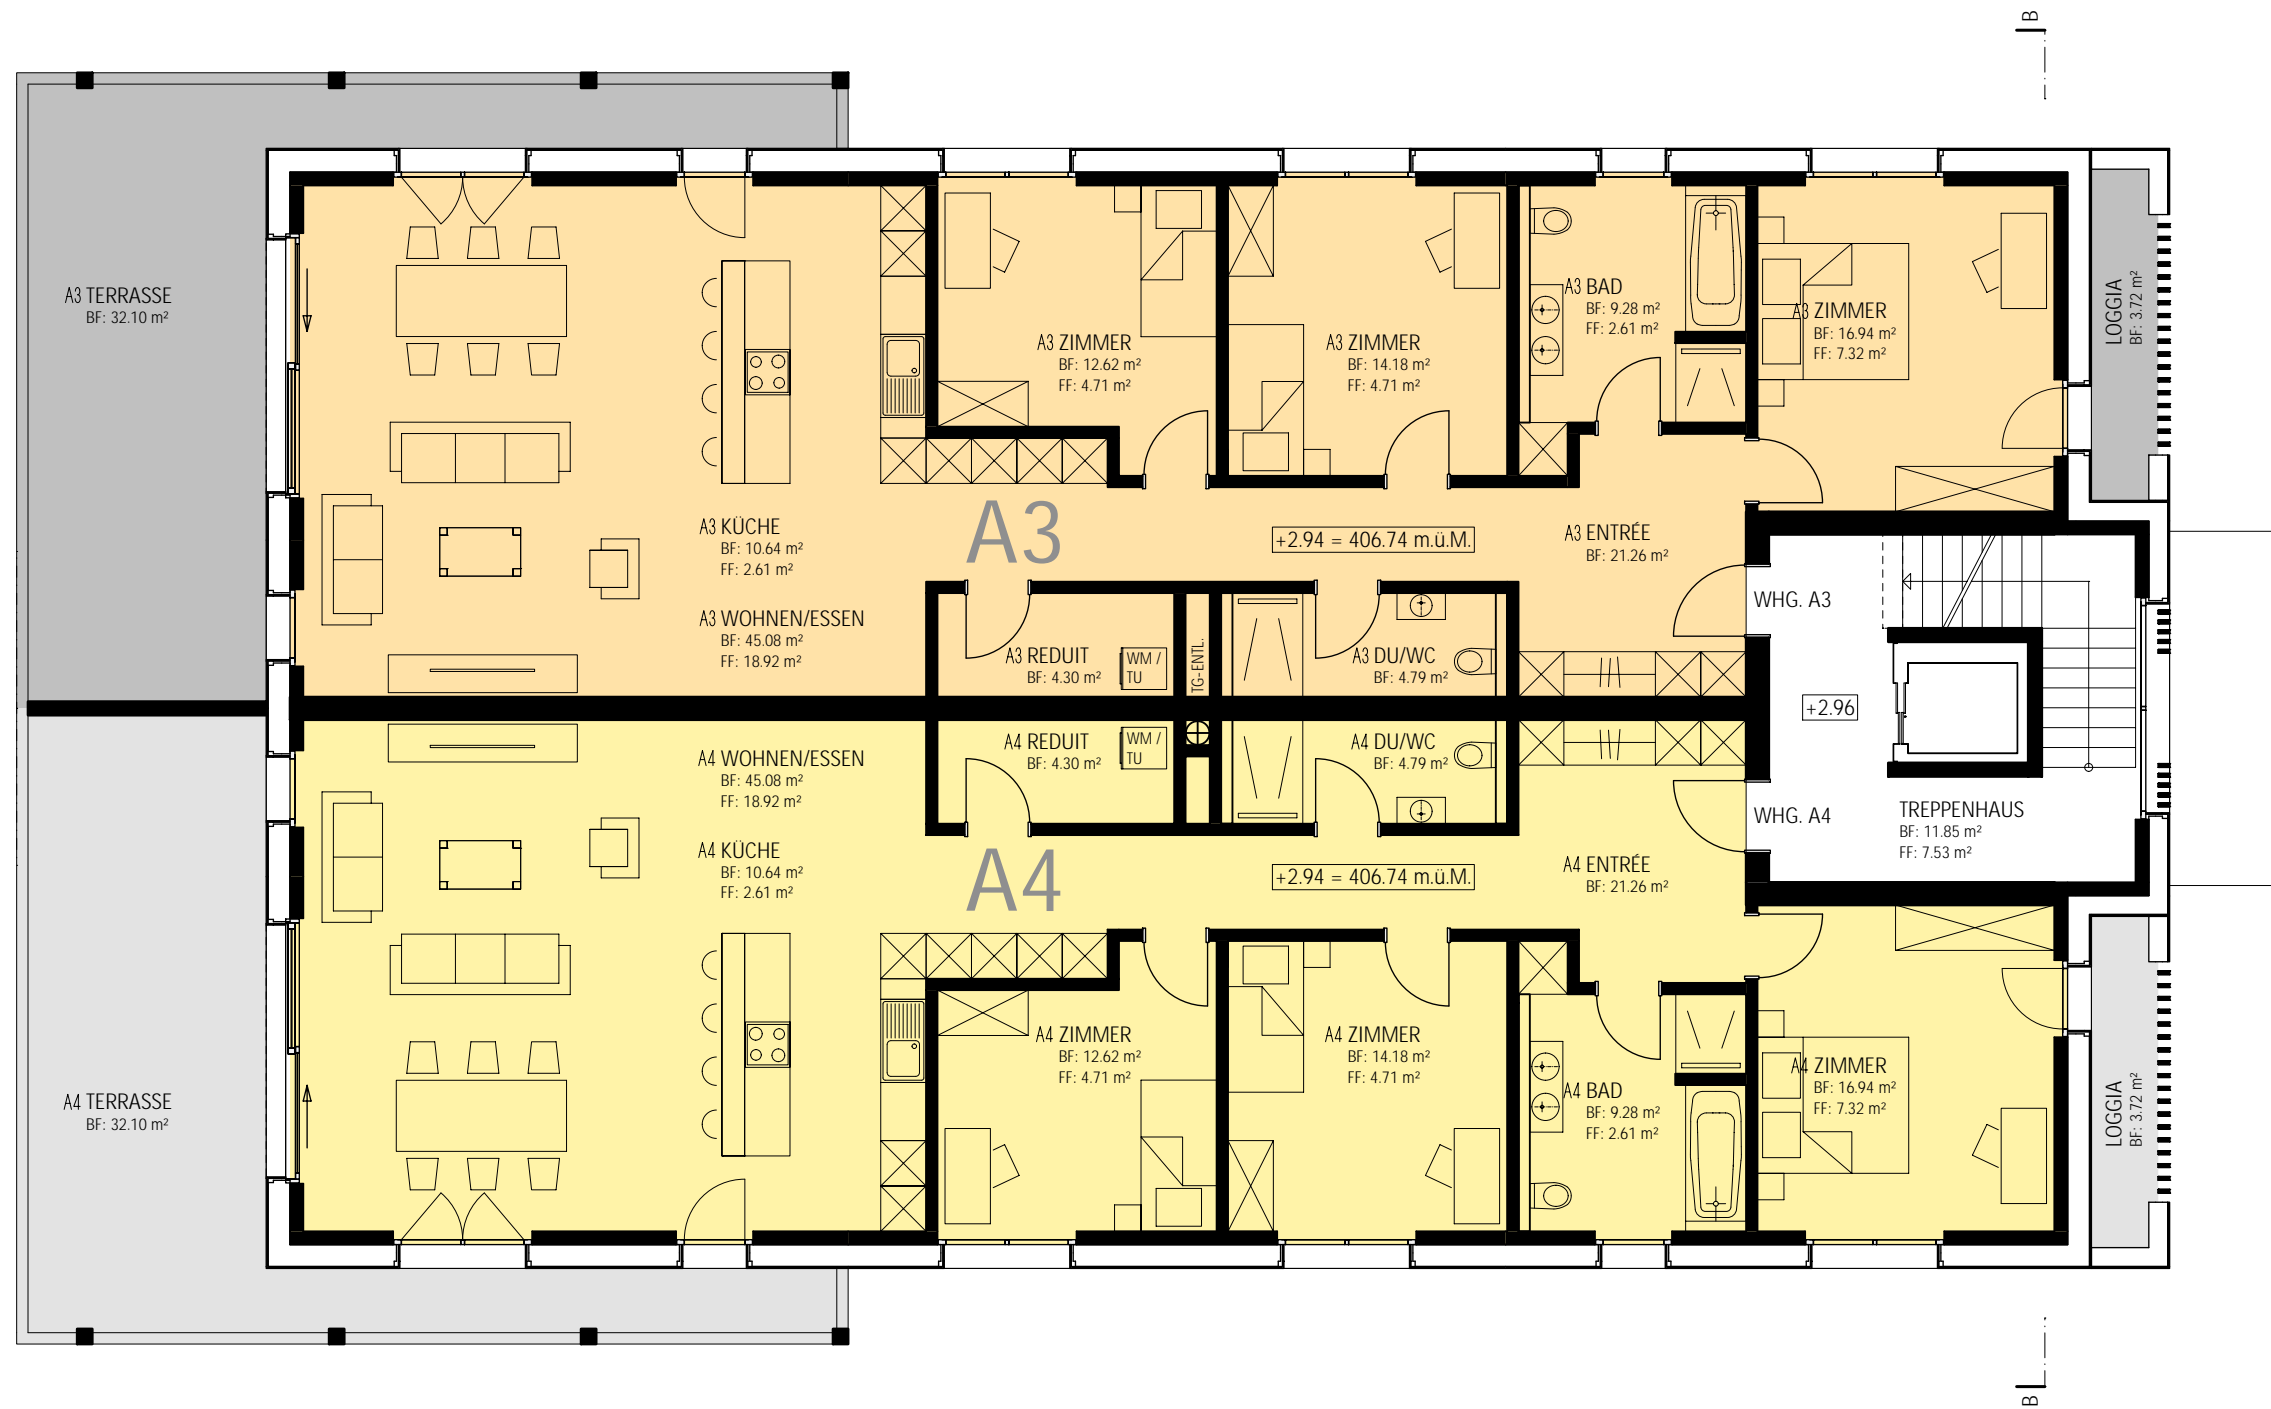 B
A3 TERRASSE
BF: 32.10 m²
A3 ZIMMER
BF: 12.62 m²
FF: 4.71 m²
A3 ZIMMER
BF: 14.18 m²
FF: 4.71 m²
A3 BAD
BF: 9.28 m²
FF: 2.61 m²
A3 ZIMMER
BF: 16.94 m²
FF: 7.32 m²
LOGGIA
BF: 3.72 m²
A3 KÜCHE
BF: 10.64 m²
FF: 2.61 m²
A3
+2.94 = 406.74 m.ü.M.
A3 ENTRÉE
BF: 21.26 m²
WHG. A3
A3 WOHNEN/ESSEN
BF: 45.08 m²
FF: 18.92 m²
A3 REDUIT
BF: 4.30 m²
WM /
TU
TG-ENTL.
A3 DU/WC
BF: 4.79 m²
+2.96
A4 WOHNEN/ESSEN
BF: 45.08 m²
FF: 18.92 m²
A4 REDUIT
BF: 4.30 m²
WM /
TU
A4 DU/WC
BF: 4.79 m²
WHG. A4
TREPPENHAUS
BF: 11.85 m²
FF: 7.53 m²
A4 KÜCHE
BF: 10.64 m²
FF: 2.61 m²
A4
+2.94 = 406.74 m.ü.M.
A4 ENTRÉE
BF: 21.26 m²
A4 TERRASSE
BF: 32.10 m²
A4 ZIMMER
BF: 12.62 m²
FF: 4.71 m²
A4 ZIMMER
BF: 14.18 m²
FF: 4.71 m²
A4 BAD
BF: 9.28 m²
FF: 2.61 m²
A4 ZIMMER
BF: 16.94 m²
FF: 7.32 m²
LOGGIA
BF: 3.72 m²
B